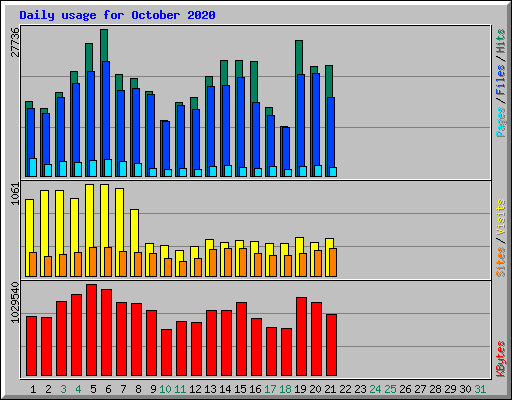 Daily usage for October 2020
27736
Pages / Files / Hits
1061
Sites / Visits
1029540
KBytes
1 2 3 4 5 6 7 8 9 10 11 12 13 14 15 16 17 18 19 20 21 22 23 24 25 26 27 28 29 30 31